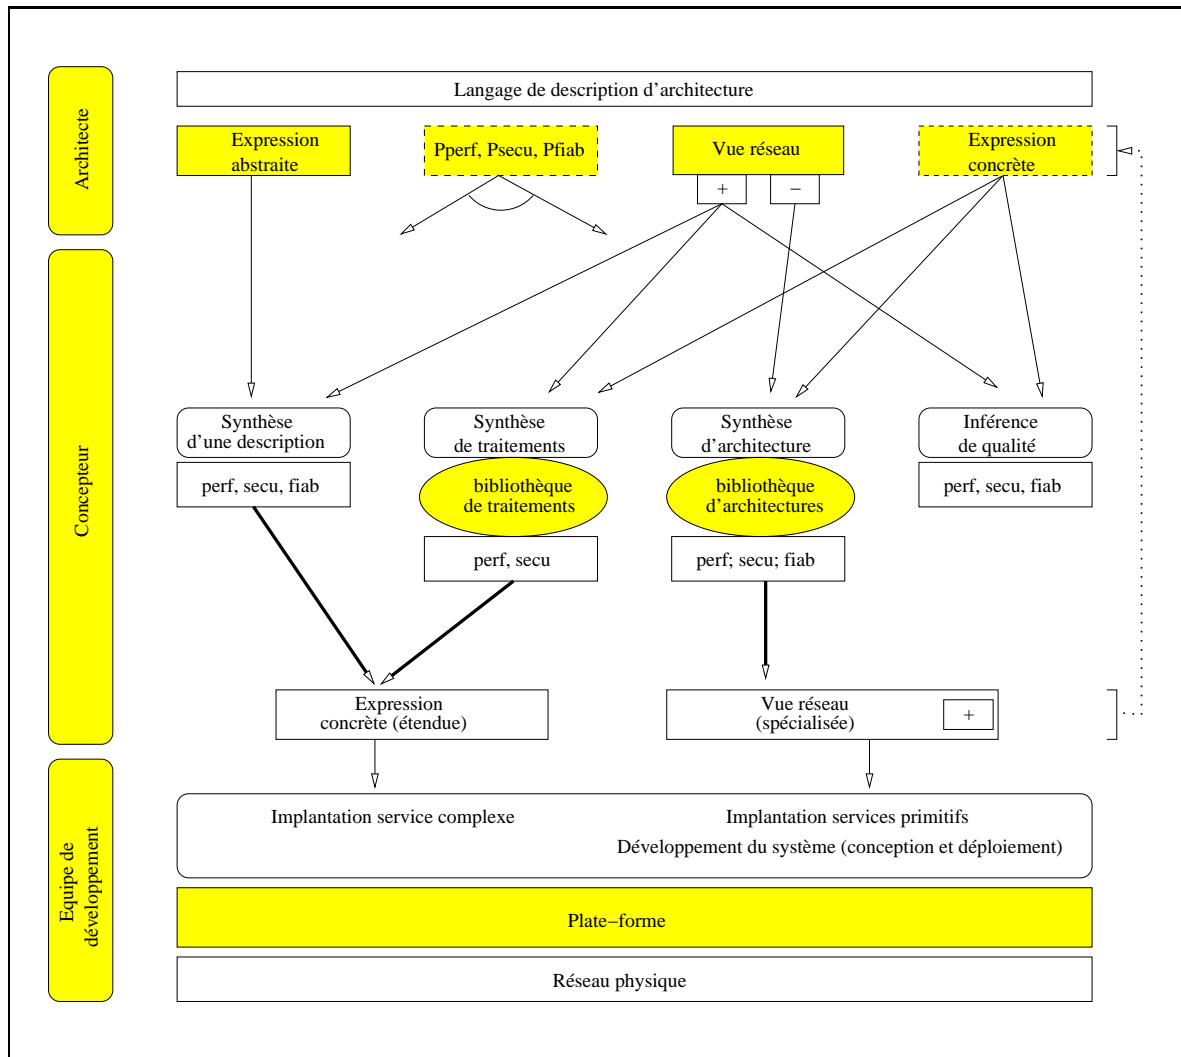 Architecte
Langage de description d'architecture
Expression
abstraite
Pperf, Psecu, Pfiab
Vue réseau
+
−
Expression
concrète
Concepteur
Synthèse
d'une description
perf, secu, fiab
Synthèse
de traitements
bibliothèque
de traitements
perf, secu
Synthèse
d'architecture
bibliothèque
d'architectures
perf; secu; fiab
Inférence
de qualité
perf, secu, fiab
Expression
concrète (étendue)
Vue réseau
(spécialisée)
+
Equipe de
développement
Implantation service complexe
Implantation services primitifs
Développement du système (conception et déploiement)
Plate−forme
Réseau physique